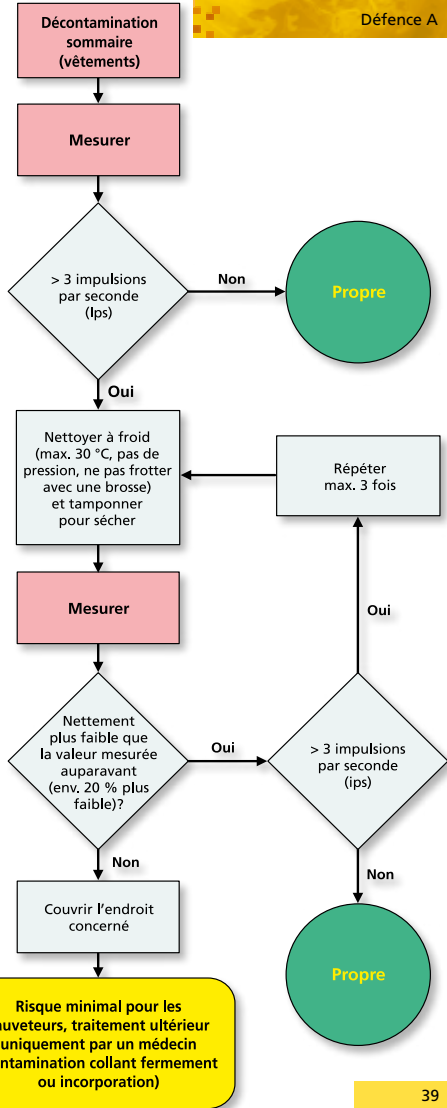 Défence A
Décontamination
sommaire
(vêtements)
Mesurer
> 3 impulsions
par seconde
(Ips)
Non
Propre
Oui
Nettoyer à froid
(max. 30 °C, pas de
pression, ne pas frotter
avec une brosse)
et tamponner
pour sécher
Répéter
max. 3 fois
Mesurer
Oui
Nettement
plus faible que
la valeur mesurée
auparavant
(env. 20 % plus
faible)?
Oui
> 3 impulsions
par seconde
(ips)
Non
Non
Couvrir l'endroit
concerné
Propre
Risque minimal pour les
traitement ultérieur
uniquement par un médecin
collant fermement
ou incorporation)
39